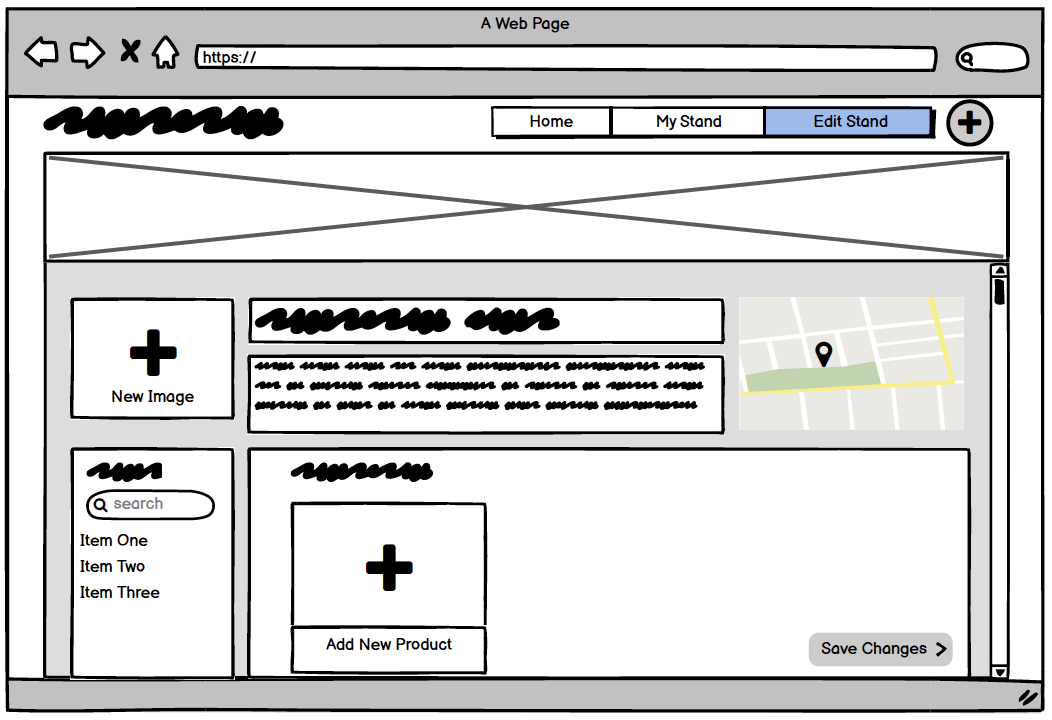 A Web Page
https://
Home My Stand Edit Stand
New Image
search
Item One
Item Two
Item Three
Add New Product
Save Changes